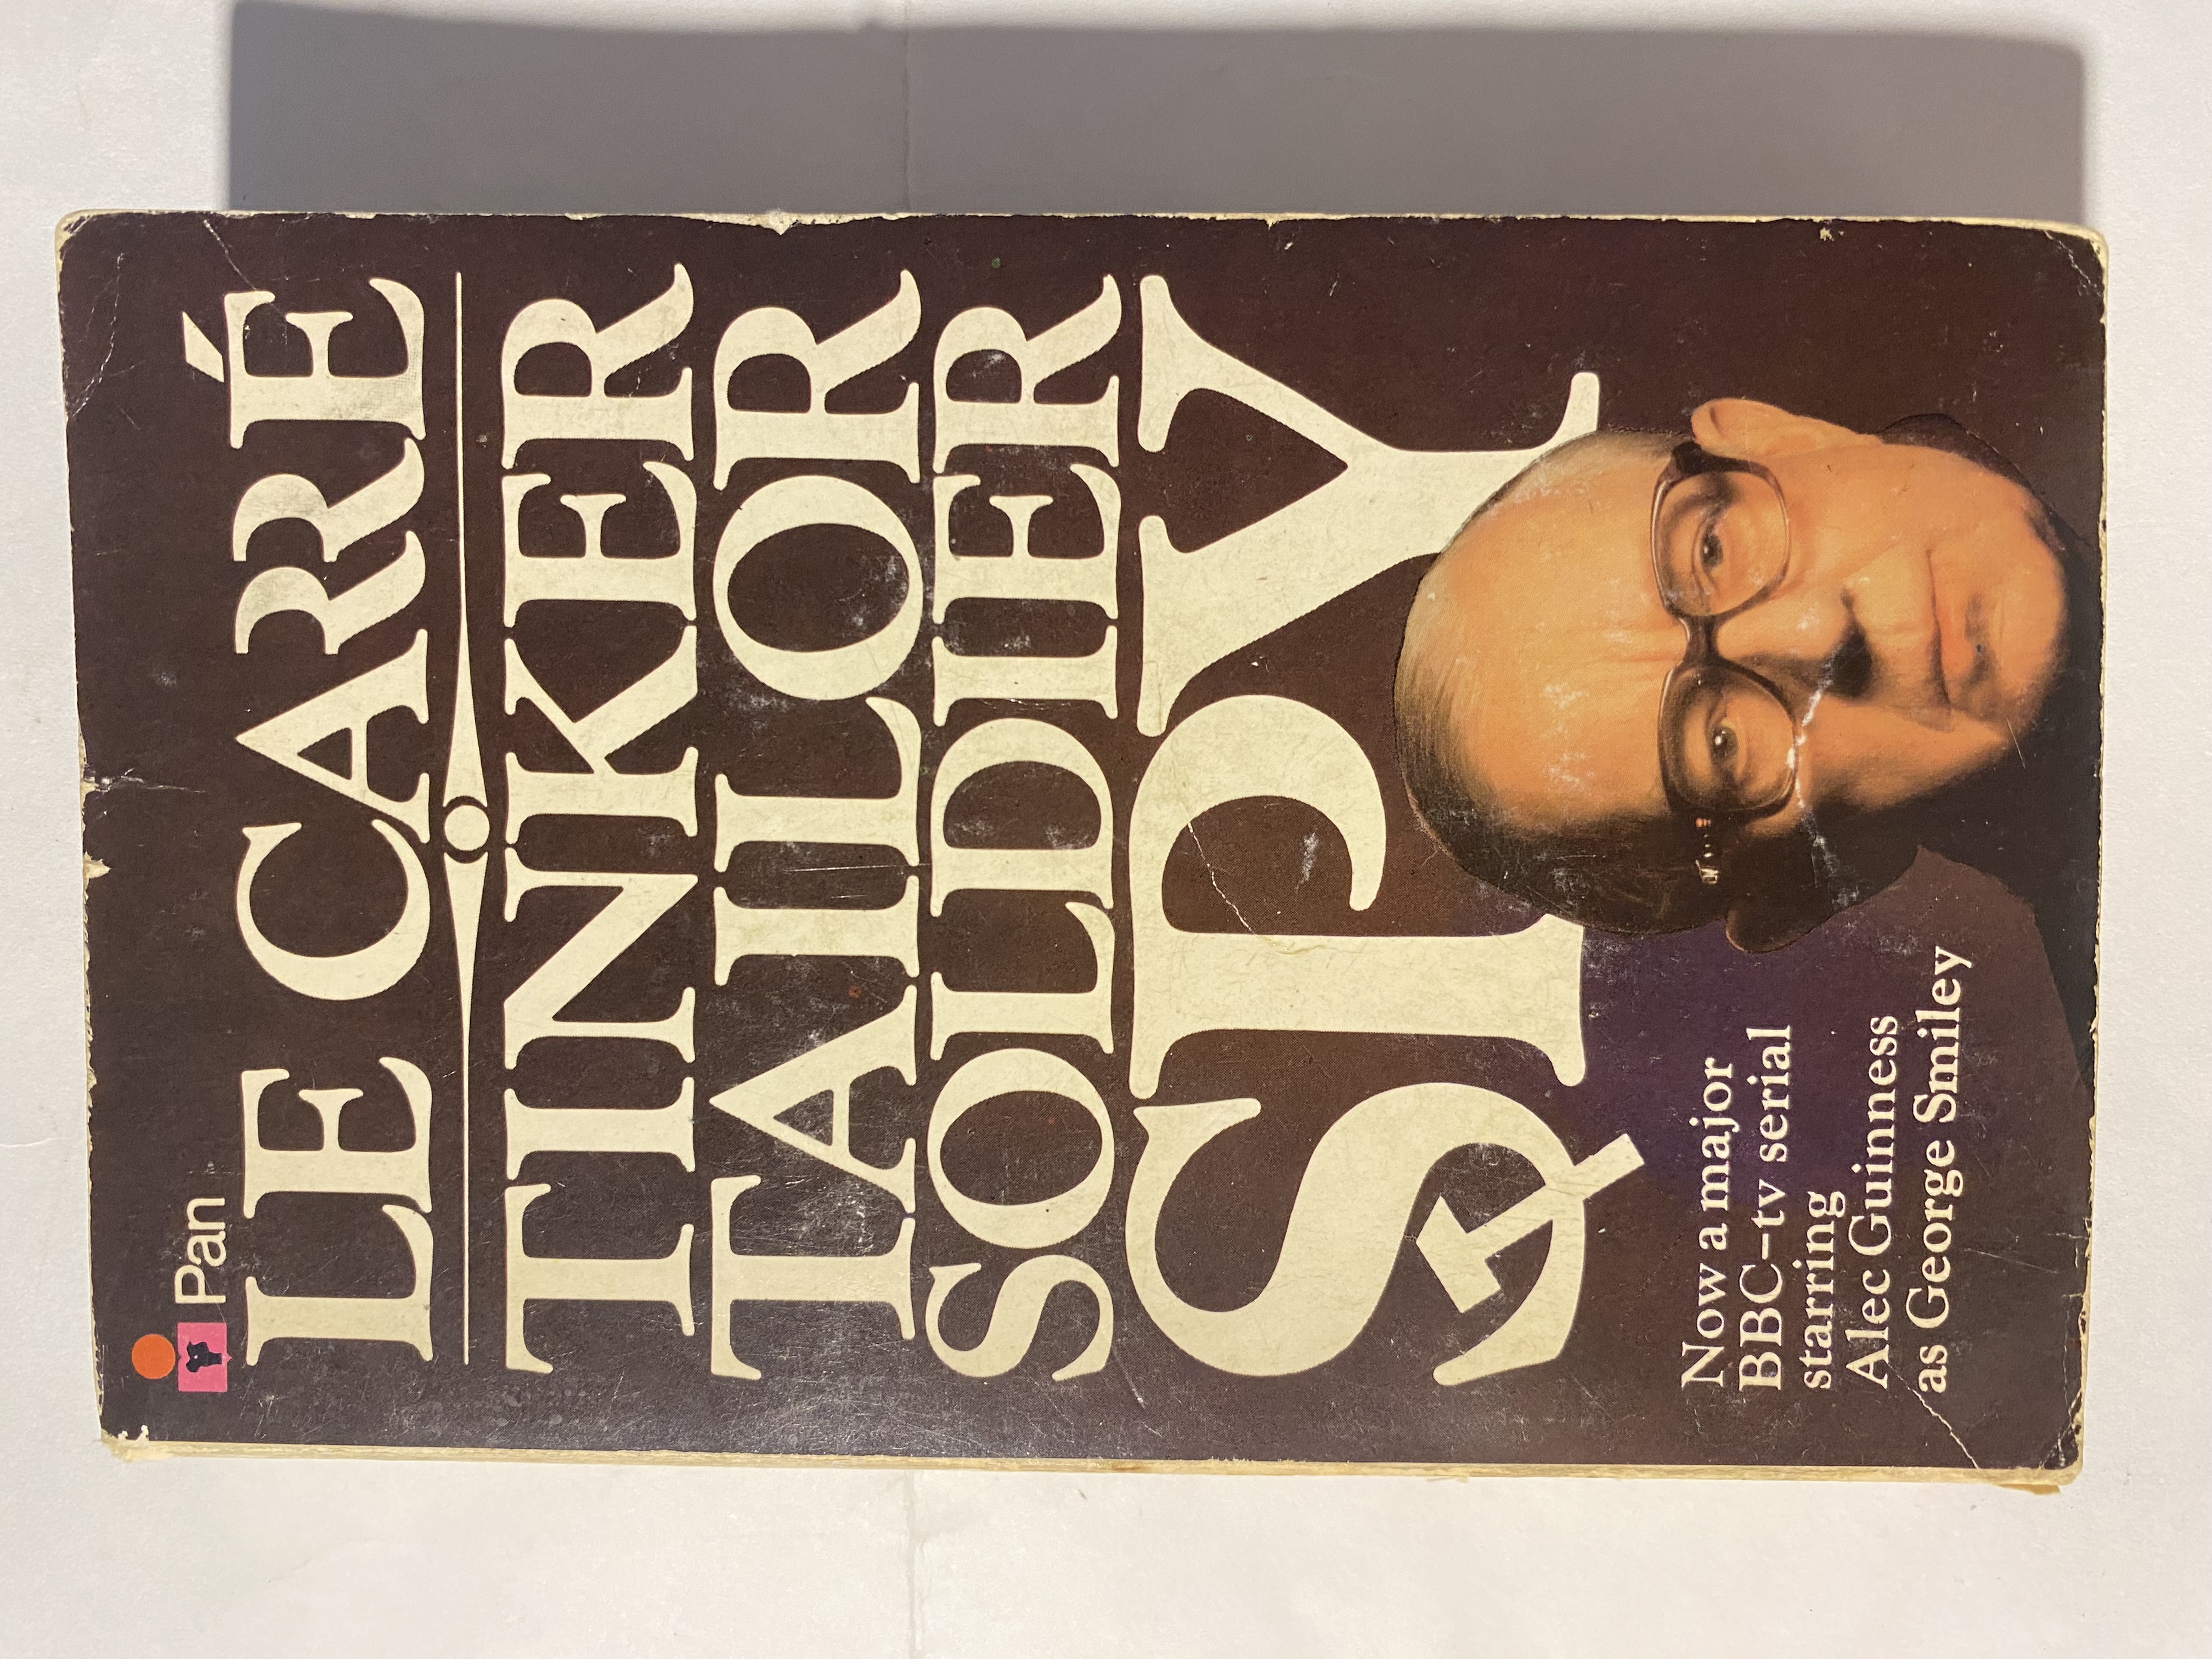 Pan
LE CARRÉ
TINKER
TAILOR
SOLDIER
SPY
Now a major
BBC-tv serial
starring
Alec Guinness
as George Smiley